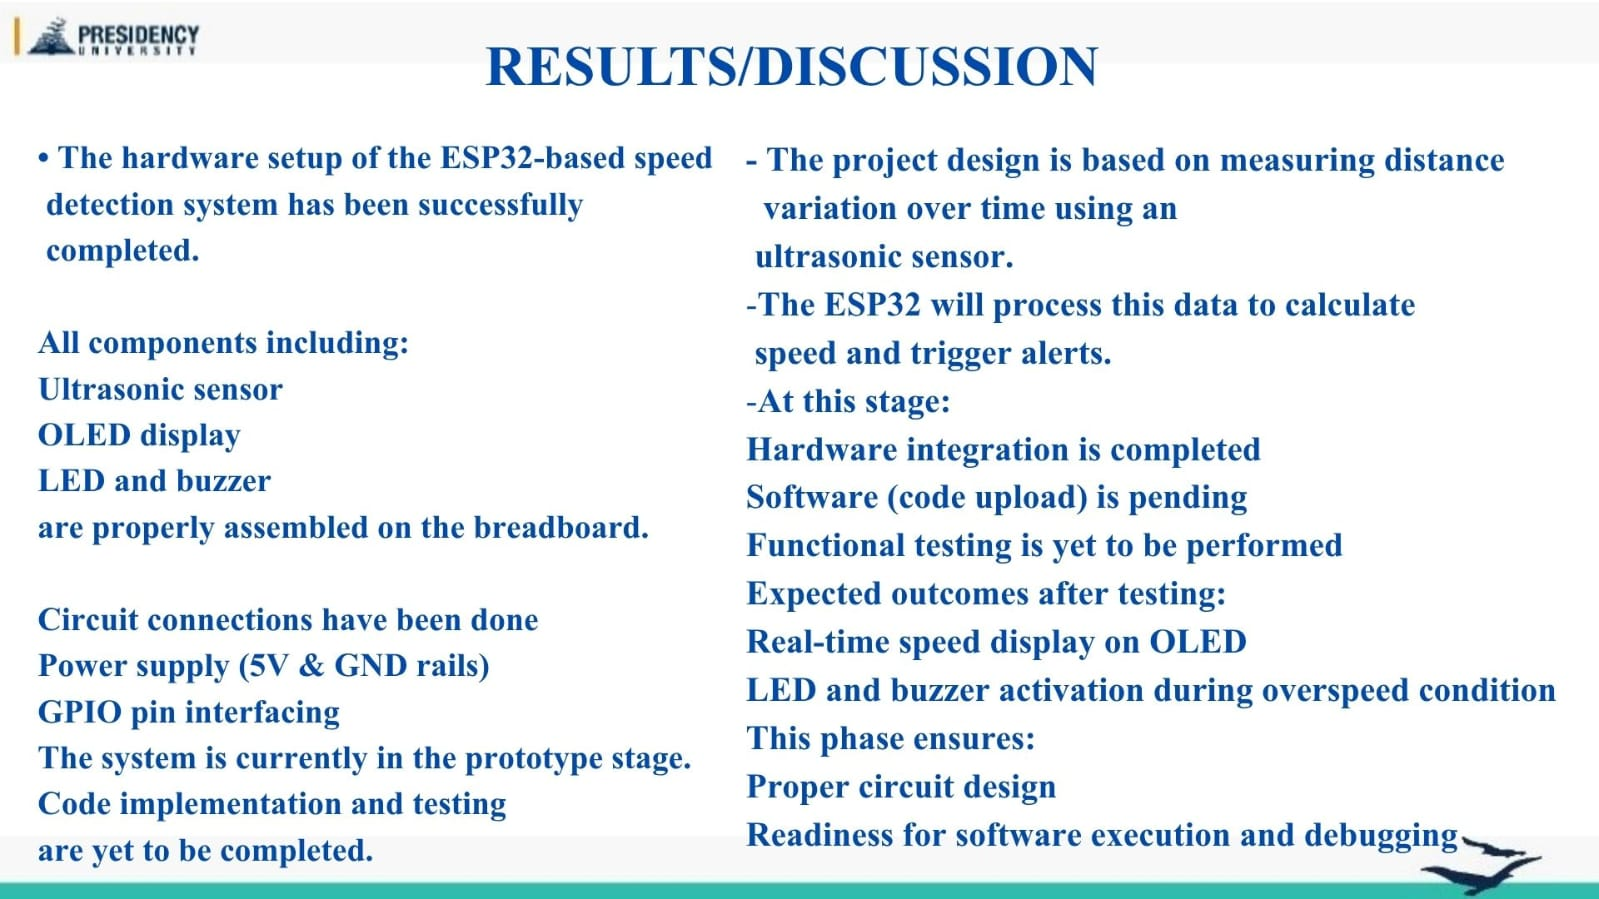 PRESIDENCY
UNIVERSITY
RESULTS/DISCUSSION
• The hardware setup of the ESP32-based speed
detection system has been successfully
completed.
All components including:
Ultrasonic sensor
OLED display
LED and buzzer
are properly assembled on the breadboard.
Circuit connections have been done
Power supply (5V & GND rails)
GPIO pin interfacing
The system is currently in the prototype stage.
Code implementation and testing
are yet to be completed.
- The project design is based on measuring distance
variation over time using an
ultrasonic sensor.
-The ESP32 will process this data to calculate
speed and trigger alerts.
-At this stage:
Hardware integration is completed
Software (code upload) is pending
Functional testing is yet to be performed
Expected outcomes after testing:
Real-time speed display on OLED
LED and buzzer activation during overspeed condition
This phase ensures:
Proper circuit design
Readiness for software execution and debugging